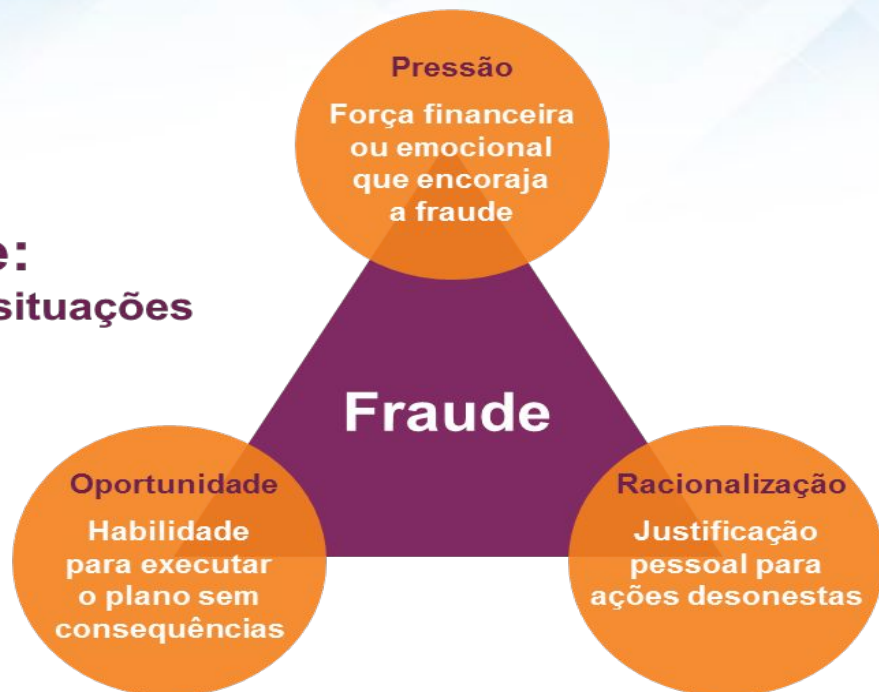 Pressão
Força financeira
ou emocional
que encoraja
a fraude
e:
situações
Fraude
Oportunidade
Habilidade
para executar
o plano sem
consequências
Racionalização
Justificação
pessoal para
ações desonestas